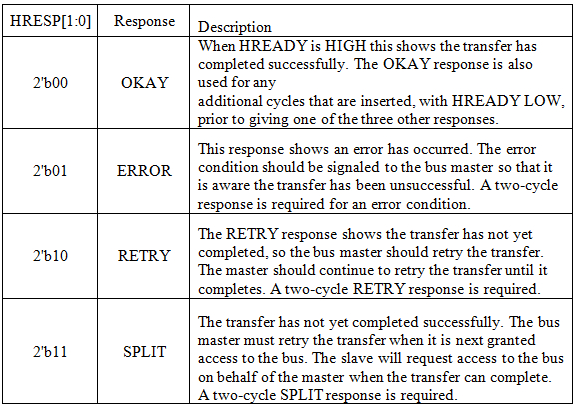 HRESP[1:0] Response Description
When HREADY is HIGH this shows the transfer has
completed successfully. The OKAY response is also
used for any
additional cycles that are inserted, with HREADY LOW,
prior to giving one of the three other responses.
2'b00 OKAY
This response shows an error has occurred. The error
condition should be signaled to the bus master so that it
is aware the transfer has been unsuccessful. A two-cycle
response is required for an error condition.
2'b01 ERROR
The RETRY response shows the transfer has not yet
completed, so the bus master should retry the transfer.
The master should continue to retry the transfer until it
completes. A two-cycle RETRY response is required.
2'b10 RETRY
The transfer has not yet completed successfully. The bus
master must retry the transfer when it is next granted
access to the bus. The slave will request access to the bus
on behalf of the master when the transfer can complete.
A two-cycle SPLIT response is required.
2'b11 SPLIT